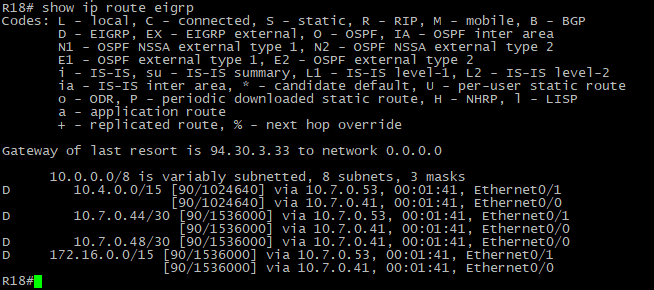 R18# show ip route eigrp
Codes: L - local, C - connected, S - static, R - RIP, M - mobile, B - BGP
D - EIGRP, EX - EIGRP external, O - OSPF, IA - OSPF inter area
N1 - OSPF NSSA external type 1, N2 - OSPF NSSA external type 2
E1 - OSPF external type 1, E2 - OSPF external type 2
i - IS-IS, su - IS-IS summary, L1 - IS-IS level-1, L2 - IS-IS level-2
ia - IS-IS inter area, * - candidate default, U - per-user static route
o - ODR, P - periodic downloaded static route, H - NHRP, l - LISP
a - application route
+ - replicated route, % - next hop override
Gateway of last resort is 94.30.3.33 to network 0.0.0.0
10.0.0.0/8 is variably subnetted, 8 subnets, 3 masks
D 10.4.0.0/15 [90/1024640] via 10.7.0.53, 00:01:41, Ethernet0/1
[90/1024640] via 10.7.0.41, 00:01:41, Ethernet0/0
D 10.7.0.44/30 [90/1536000] via 10.7.0.53, 00:01:41, Ethernet0/1
[90/1536000] via 10.7.0.41, 00:01:41, Ethernet0/0
D 10.7.0.48/30 [90/1536000] via 10.7.0.41, 00:01:41, Ethernet0/0
D 172.16.0.0/15 [90/1536000] via 10.7.0.53, 00:01:41, Ethernet0/1
[90/1536000] via 10.7.0.41, 00:01:41, Ethernet0/0
R18#